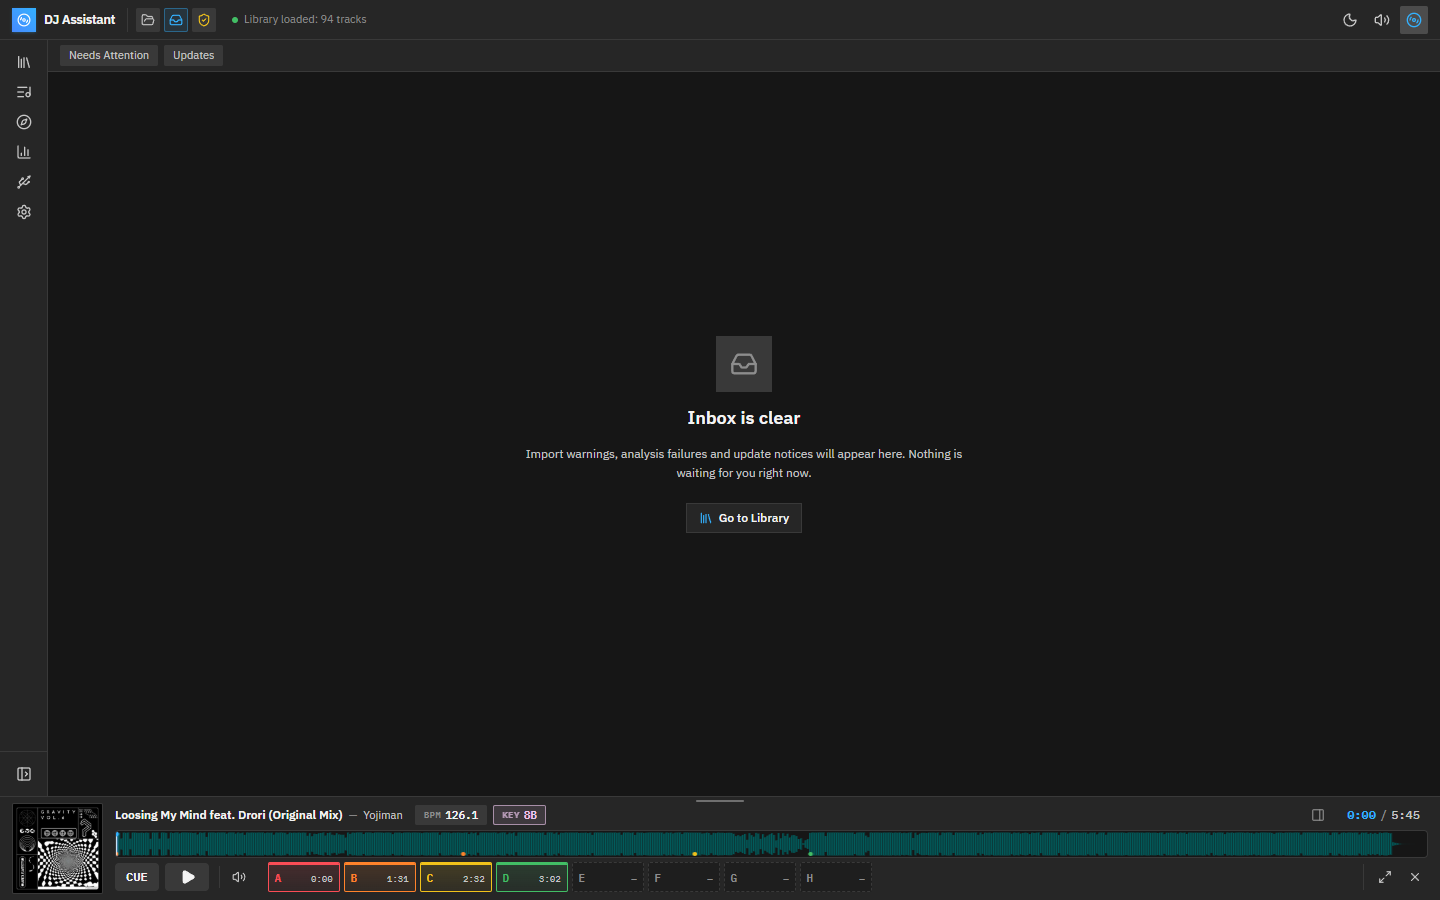 DJ Assistant
Library loaded: 94 tracks
Needs Attention
Updates
Inbox is clear
Import warnings, analysis failures and update notices will appear here. Nothing is
waiting for you right now.
Go to Library
GRAVITY
VOL.
Loosing My Mind feat. Drori (Original Mix) — Yojiman
BPM 126.1
KEY 8B
0:00 / 5:45
CUE
A 0:00
B 1:31
C 2:32
D 3:02
E –
F –
G –
H –